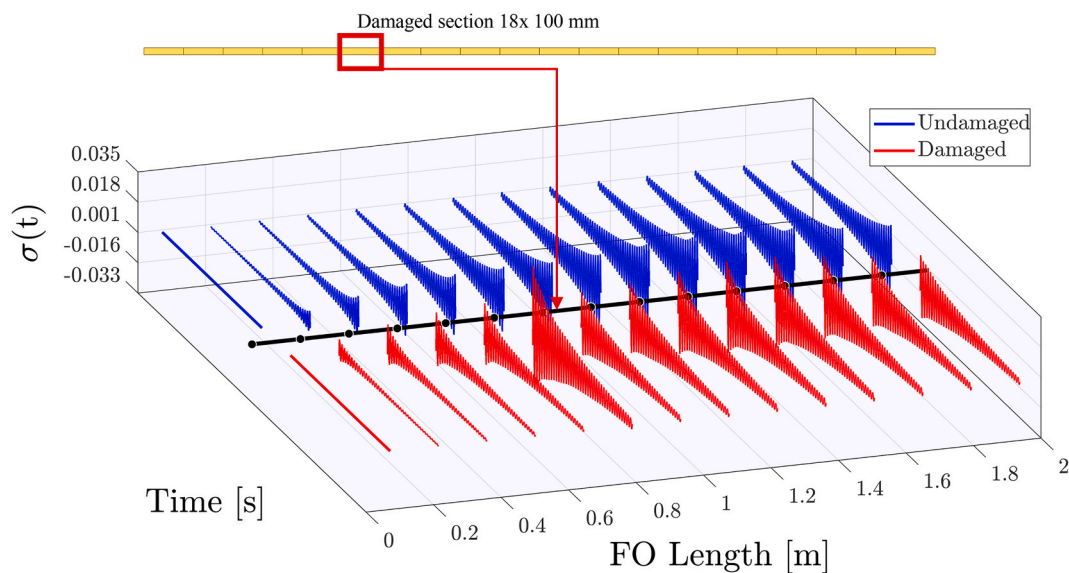 Damaged section 18x 100 mm
Undamaged
Damaged
0.035
0.018
0.001
-0.016
-0.033
σ(t)
Time [s]
0
0.2
0.4
0.6
0.8
1
1.2
1.4
1.6
1.8
2
FO Length [m]